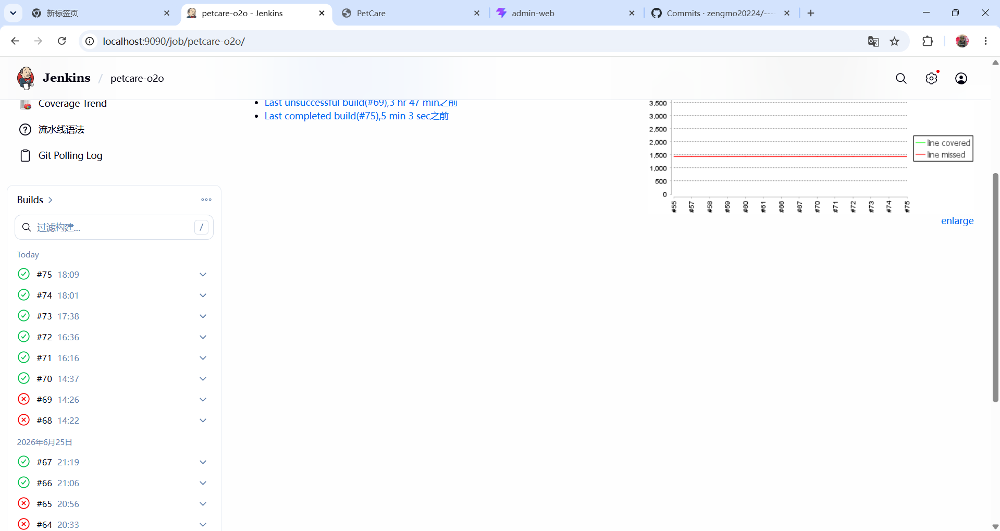 新标签页
petcare-o2o - Jenkins
PetCare
admin-web
Commits · zengmo20224/----
localhost:9090/job/petcare-o2o/
Jenkins / petcare-o2o
Coverage Trend
流水线语法
Git Polling Log
Last unsuccessful build(#69),3 hr 47 min之前
Last completed build(#75),5 min 3 sec之前
3,500
3,000
2,500
2,000
1,500
1,000
500
0
#55 #57 #58 #59 #60 #61 #66 #67 #70 #71 #72 #73 #74 #75
line covered
line missed
enlarge
Builds
过滤构建... /
Today
#75 18:09
#74 18:01
#73 17:38
#72 16:36
#71 16:16
#70 14:37
#69 14:26
#68 14:22
2026年6月25日
#67 21:19
#66 21:06
#65 20:56
#64 20:33